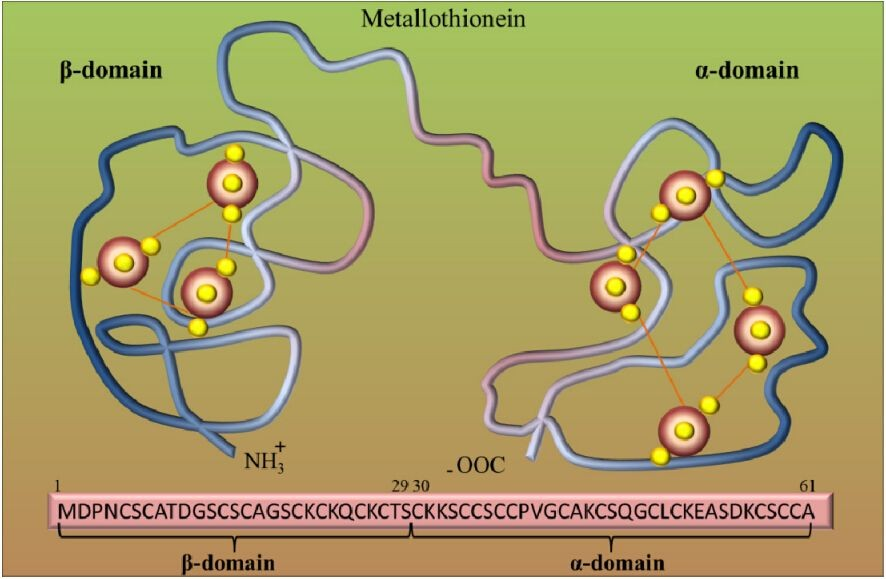 Metallothionein
β-domain
α-domain
NH₃⁺
-OOC
1
29 30
61
MDPNCSCATDGSCSCAGSCKCKQCKCTSCKKSCCSCCPVGCAKCSQGCLCKEASDKCSCCA
β-domain
α-domain